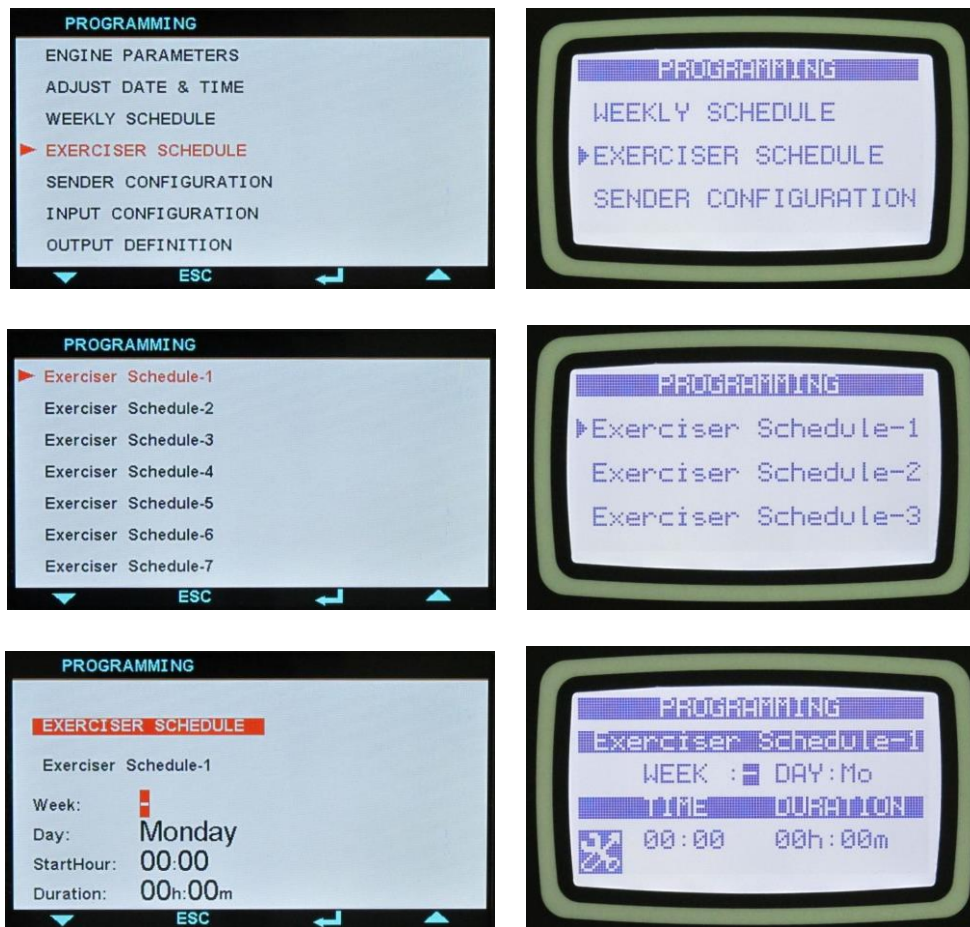 PROGRAMMING
ENGINE PARAMETERS
ADJUST DATE & TIME
WEEKLY SCHEDULE
EXERCISER SCHEDULE
SENDER CONFIGURATION
INPUT CONFIGURATION
OUTPUT DEFINITION
ESC
PROGRAMMING
WEEKLY SCHEDULE
EXERCISER SCHEDULE
SENDER CONFIGURATION
PROGRAMMING
Exerciser Schedule-1
Exerciser Schedule-2
Exerciser Schedule-3
Exerciser Schedule-4
Exerciser Schedule-5
Exerciser Schedule-6
Exerciser Schedule-7
ESC
PROGRAMMING
Exerciser Schedule-1
Exerciser Schedule-2
Exerciser Schedule-3
PROGRAMMING
EXERCISER SCHEDULE
Exerciser Schedule-1
Week: -
Day: Monday
StartHour: 00:00
Duration: 00h:00m
ESC
PROGRAMMING
Exerciser Schedule-1
WEEK :- DAY:Mo
TIME DURATION
00:00 00h:00m